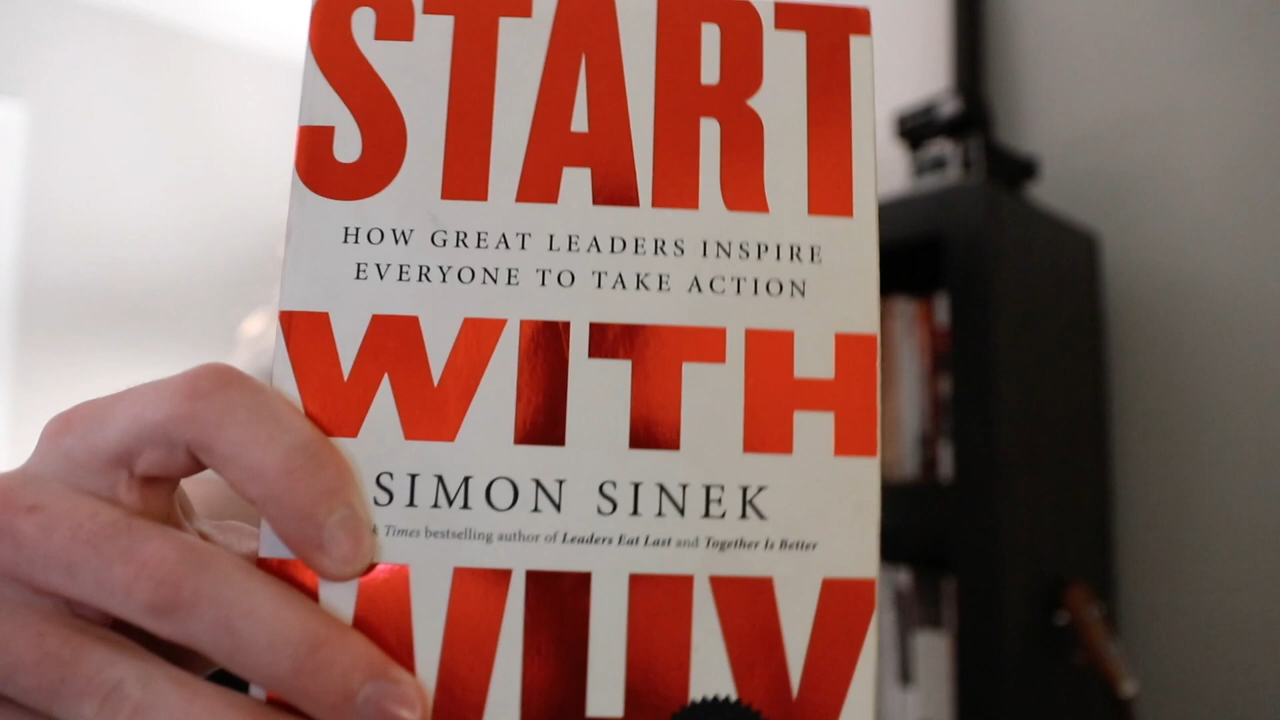 START
HOW GREAT LEADERS INSPIRE
EVERYONE TO TAKE ACTION
WITH
SIMON SINEK
Times bestselling author of Leaders Eat Last and Together Is Better
WHY